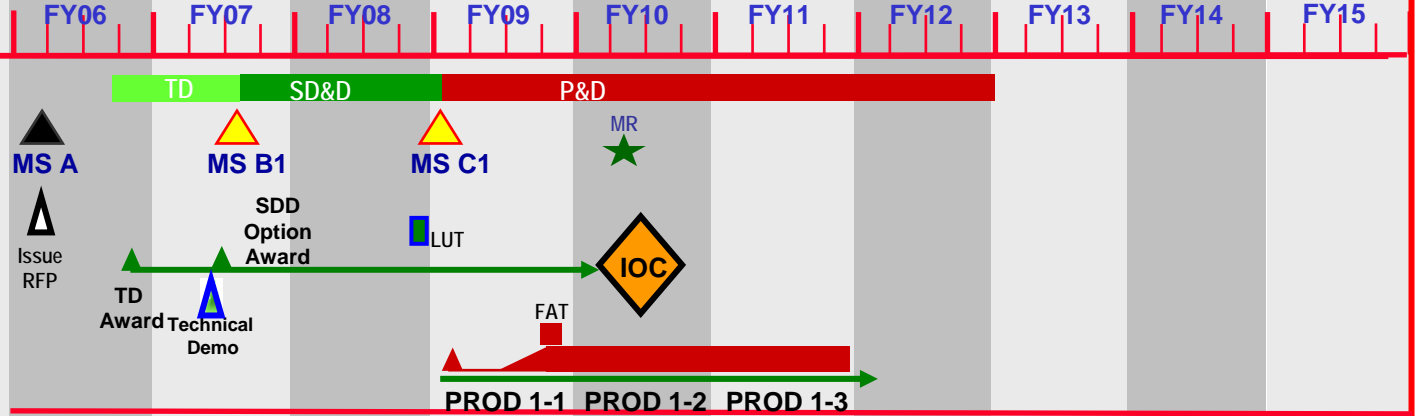 FY06 FY07 FY08 FY09 FY10 FY11 FY12 FY13 FY14 FY15
TD SD&D P&D
MR
MS A MS B1 MS C1
SDD
Option
Award
LUT
Issue
RFP
IOC
TD
Award
Technical
Demo
FAT
PROD 1-1 PROD 1-2 PROD 1-3